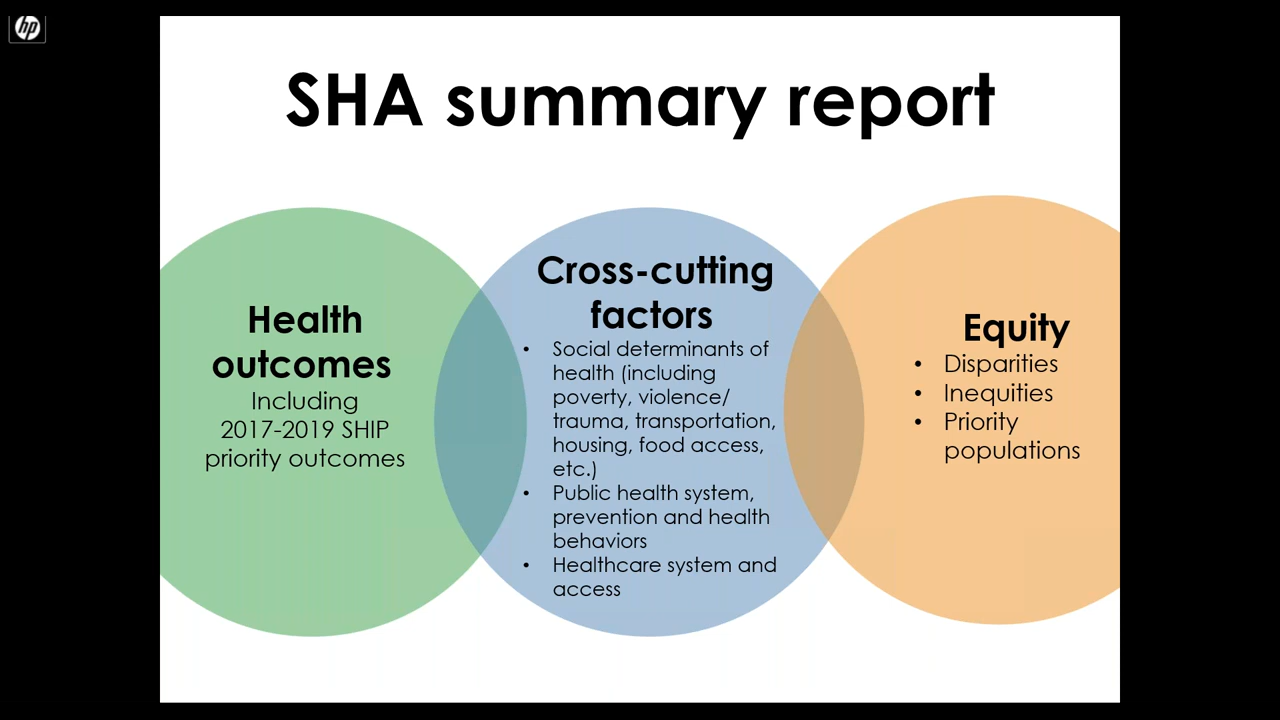 hp
SHA summary report
Health
outcomes
Including
2017-2019 SHIP
priority outcomes
Cross-cutting
factors
• Social determinants of
health (including
poverty, violence/
trauma, transportation,
housing, food access,
etc.)
• Public health system,
prevention and health
behaviors
• Healthcare system and
access
Equity
• Disparities
• Inequities
• Priority
populations